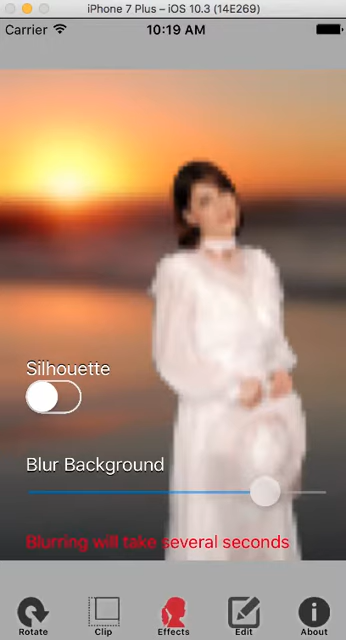 iPhone 7 Plus – iOS 10.3 (14E269)
Carrier 10:19 AM
Silhouette
Blur Background
Blurring will take several seconds
Rotate Clip Effects Edit About